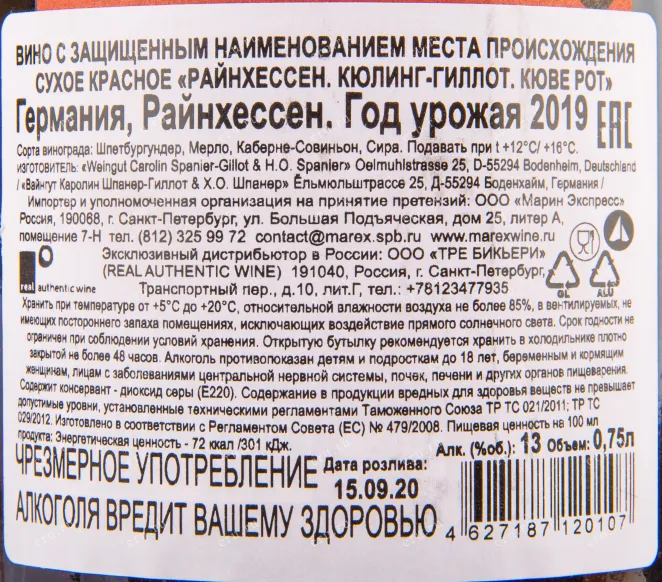 ВИНО С ЗАЩИЩЕННЫМ НАИМЕНОВАНИЕМ МЕСТА ПРОИСХОЖДЕНИЯ
СУХОЕ КРАСНОЕ «РАЙНХЕССЕН. КЮЛИНГ-ГИЛЛОТ. КЮВЕ РОТ»
Германия, Райнхессен. Год урожая 2019 EAC
Сорта винограда: Шпетбургундер, Мерло, Каберне-Совиньон, Сира. Подавать при t +12°C/ +16°C.
изготовитель: «Weingut Carolin Spanier-Gillot & H.O. Spanier» Oelmuhlstrasse 25, D-55294 Bodenheim, Deutschland
/ «Вайнгут Каролин Шпанер-Гиллот & Х.О. Шпанер» Ёльмюльштрассе 25, Д-55294 Боденхайм, Германия /
Импортер и уполномоченная организация на принятие претензий: ООО «Марин Экспресс»
Россия, 190068, г. Санкт-Петербург, ул. Большая Подъяческая, дом 25, литер А,
помещение 7-Н тел. (812) 325 99 72 contact@marex.spb.ru www.marexwine.ru
Эксклюзивный дистрибьютор в России: ООО «ТРЕ БИКЬЕРИ»
(REAL AUTHENTIC WINE) 191040, Россия, г. Санкт-Петербург,
real authentic wine Транспортный пер., д.10, лит.Г, тел.: +78123477935
GL ALU
Хранить при температуре от +5°C до +20°C, относительной влажности воздуха не более 85%, в вентилируемых, не
имеющих постороннего запаха помещениях, исключающих воздействие прямого солнечного света. Срок годности не
ограничен при соблюдении условий хранения. Открытую бутылку рекомендуется хранить в холодильнике плотно
закрытой не более 48 часов. Алкоголь противопоказан детям и подросткам до 18 лет, беременным и кормящим
женщинам, лицам с заболеваниями центральной нервной системы, почек, печени и других органов пищеварения.
Содержит консервант - диоксид серы (Е220). Содержание в продукции вредных для здоровья веществ не превышает
допустимые уровни, установленные техническими регламентами Таможенного Союза ТР ТС 021/2011; ТР ТС
029/2012. Изготовлено в соответствии с Регламентом Совета (ЕС) № 479/2008. Пищевая ценность на 100 мл
продукта: Энергетическая ценность - 72 ккал /301 кДж.
Алк. (%об.): 13 Объем: 0,75л
ЧРЕЗМЕРНОЕ УПОТРЕБЛЕНИЕ
АЛКОГОЛЯ ВРЕДИТ ВАШЕМУ ЗДОРОВЬЮ
Дата розлива:
15.09.20
4 627187 120107